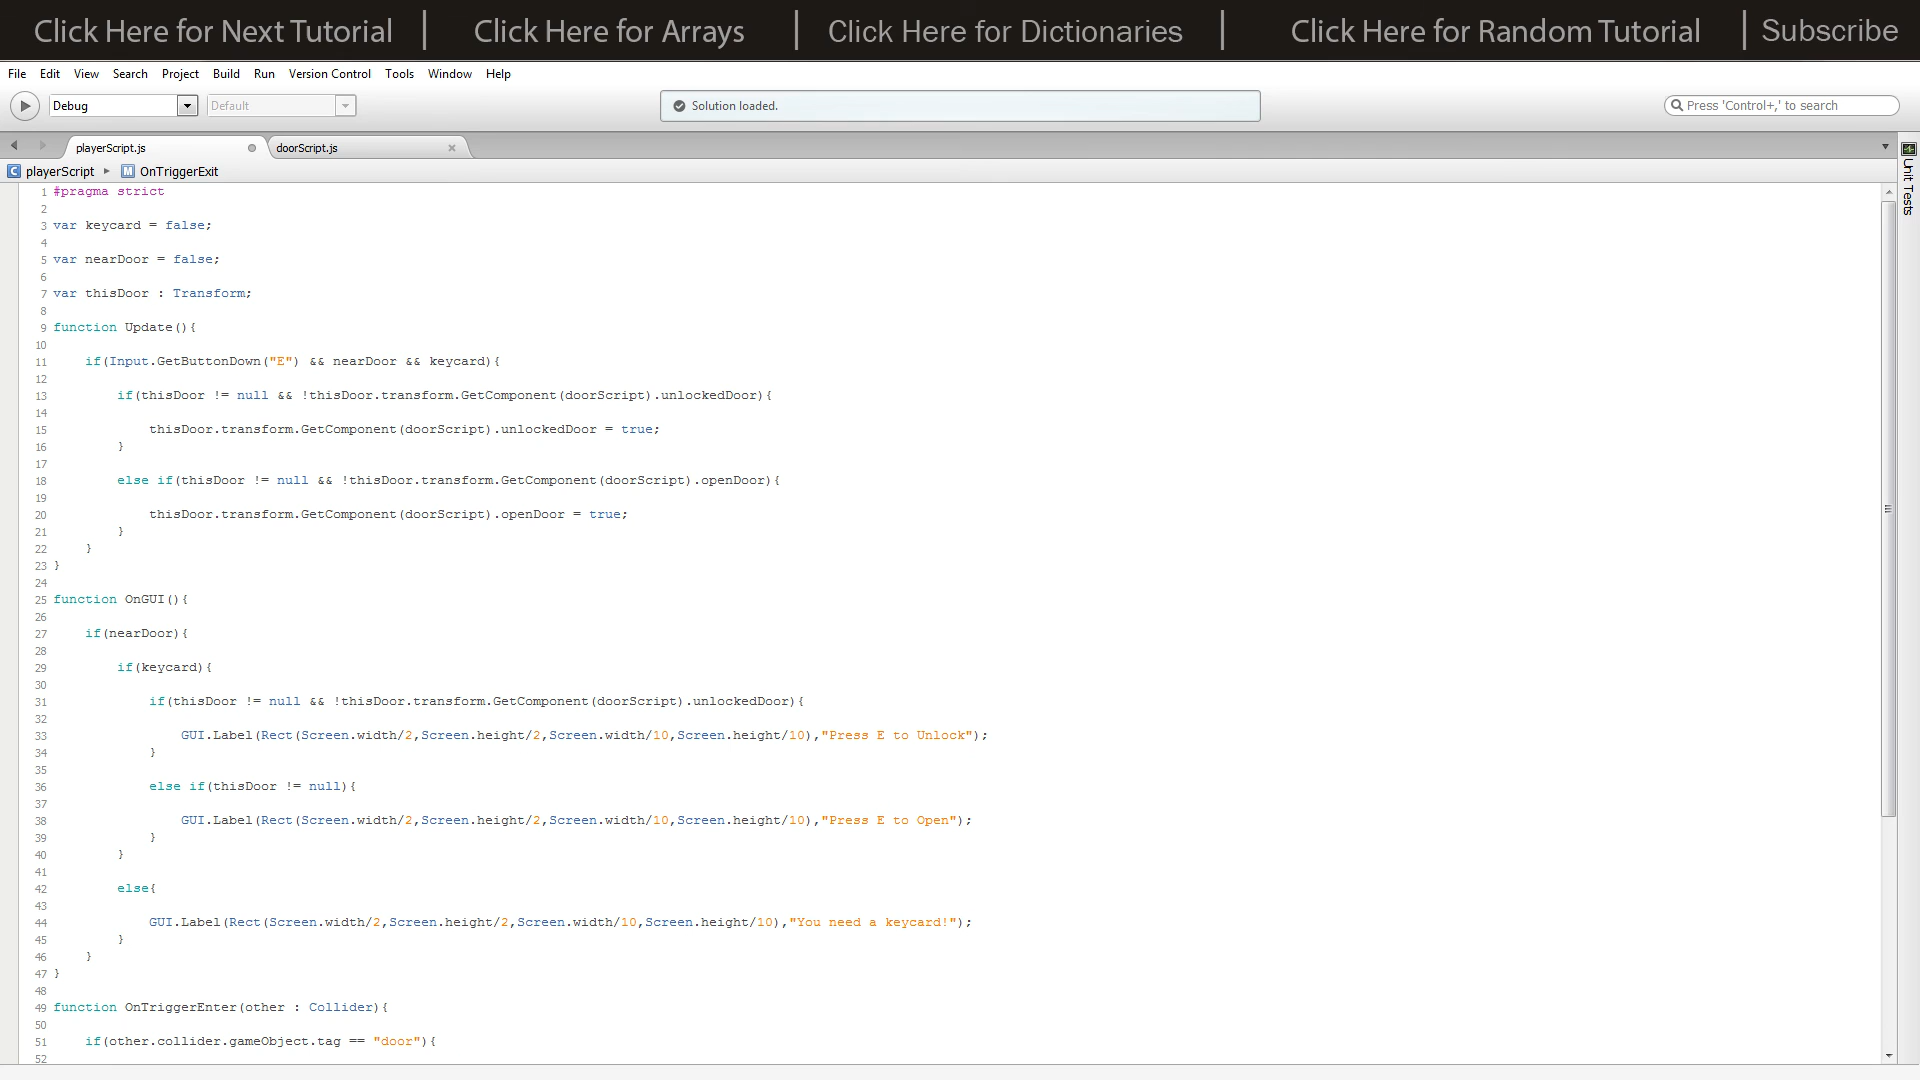 Click Here for Next Tutorial | Click Here for Arrays | Click Here for Dictionaries | Click Here for Random Tutorial | Subscribe
File Edit View Search Project Build Run Version Control Tools Window Help
Debug Default Solution loaded. Press 'Control+,' to search
playerScript.js doorScript.js
C playerScript M OnTriggerExit
Unit Tests
1 #pragma strict
2
3 var keycard = false;
4
5 var nearDoor = false;
6
7 var thisDoor : Transform;
8
9 function Update(){
10
11 if(Input.GetButtonDown("E") && nearDoor && keycard){
12
13 if(thisDoor != null && !thisDoor.transform.GetComponent(doorScript).unlockedDoor){
14
15 thisDoor.transform.GetComponent(doorScript).unlockedDoor = true;
16 }
17
18 else if(thisDoor != null && !thisDoor.transform.GetComponent(doorScript).openDoor){
19
20 thisDoor.transform.GetComponent(doorScript).openDoor = true;
21 }
22 }
23 }
24
25 function OnGUI(){
26
27 if(nearDoor){
28
29 if(keycard){
30
31 if(thisDoor != null && !thisDoor.transform.GetComponent(doorScript).unlockedDoor){
32
33 GUI.Label(Rect(Screen.width/2,Screen.height/2,Screen.width/10,Screen.height/10),"Press E to Unlock");
34 }
35
36 else if(thisDoor != null){
37
38 GUI.Label(Rect(Screen.width/2,Screen.height/2,Screen.width/10,Screen.height/10),"Press E to Open");
39 }
40 }
41
42 else{
43
44 GUI.Label(Rect(Screen.width/2,Screen.height/2,Screen.width/10,Screen.height/10),"You need a keycard!");
45 }
46 }
47 }
48
49 function OnTriggerEnter(other : Collider){
50
51 if(other.collider.gameObject.tag == "door"){
52